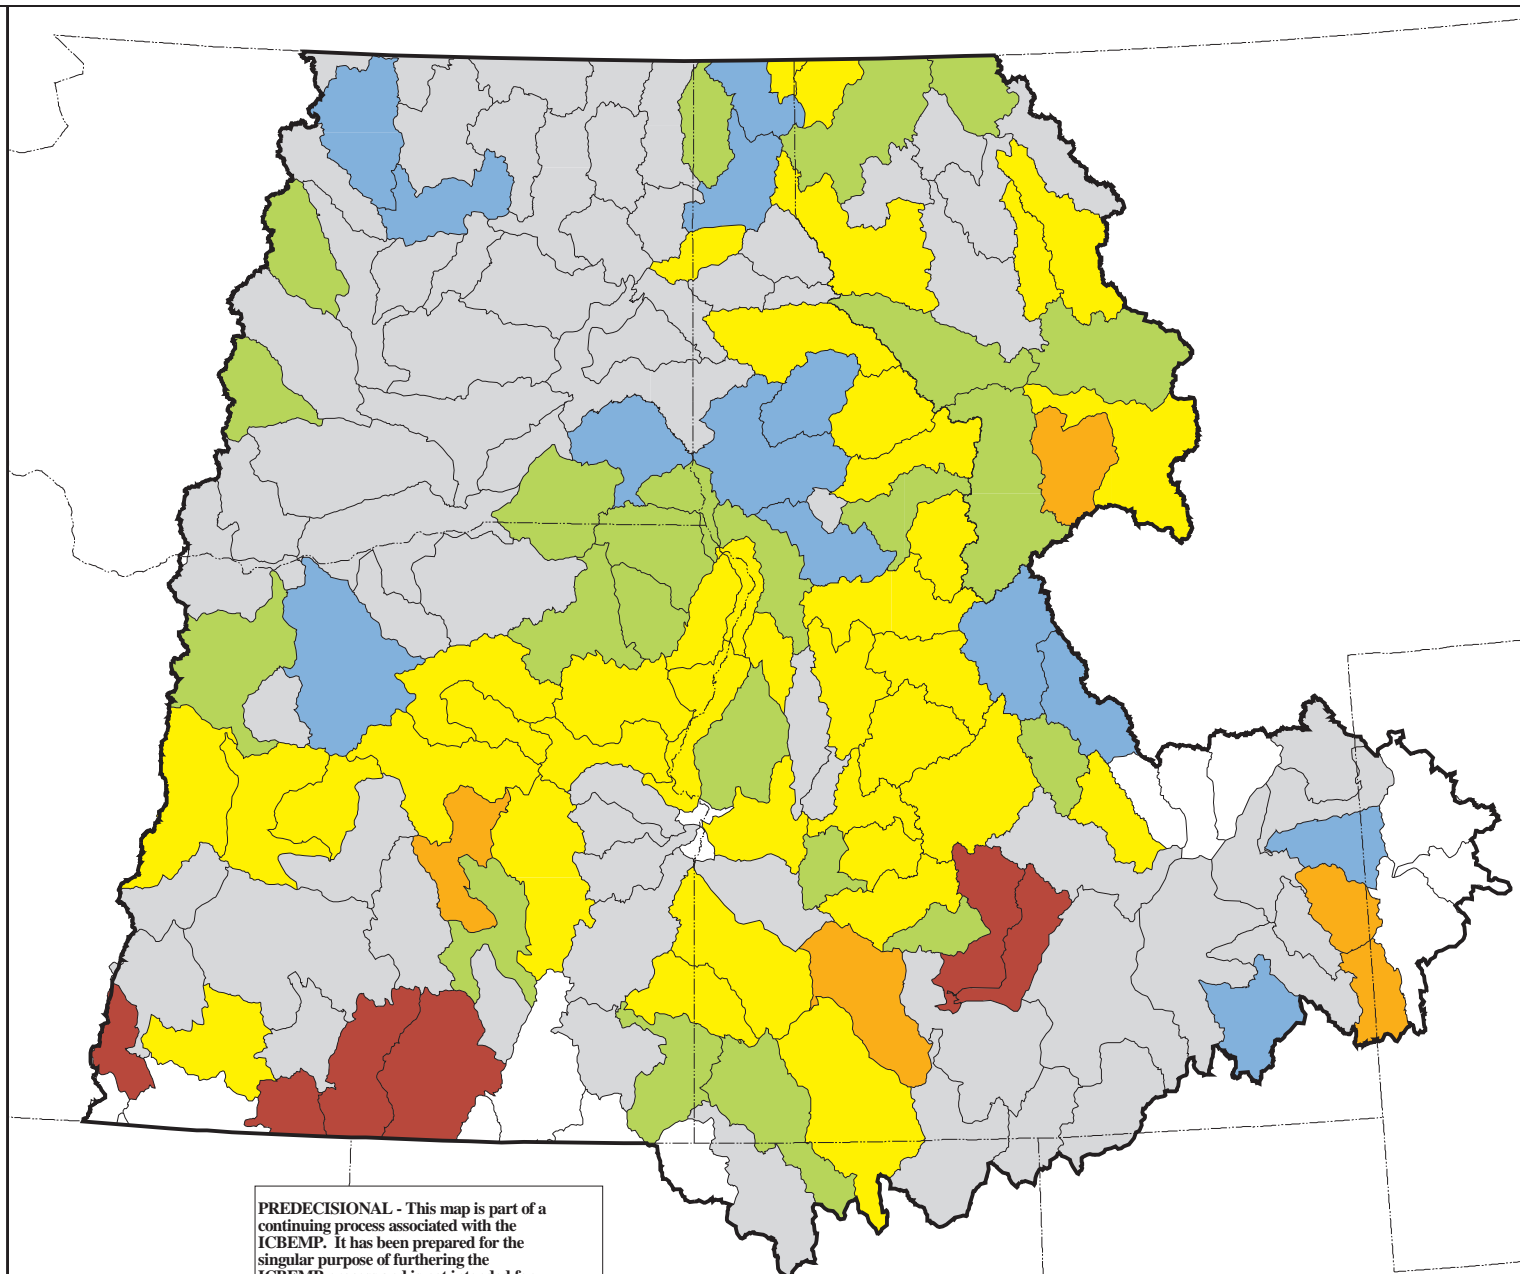 PREDECISIONAL - This map is part of a
continuing process associated with the
ICBEMP. It has been prepared for the
singular purpose of furthering the